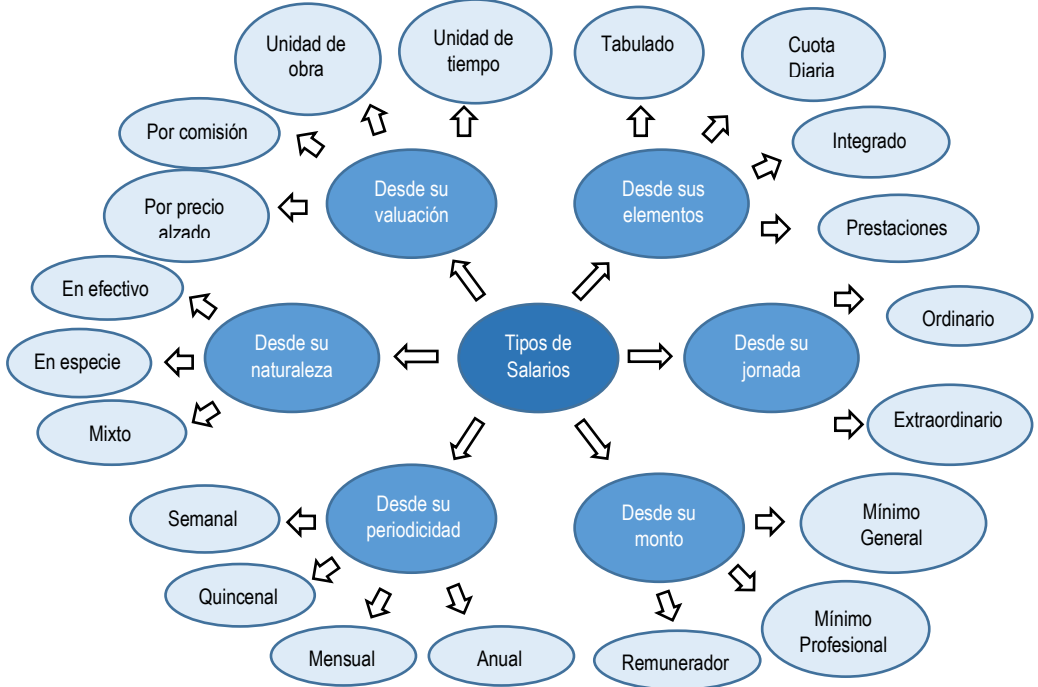 Unidad de
obra
Unidad de
tiempo
Tabulado
Cuota
Diaria
Por comisión
Integrado
Desde su
valuación
Desde sus
elementos
Por precio
alzado
Prestaciones
En efectivo
Ordinario
Desde su
naturaleza
Tipos de
Salarios
Desde su
jornada
En especie
Mixto
Extraordinario
Semanal
Desde su
periodicidad
Desde su
monto
Mínimo
General
Quincenal
Mensual
Anual
Remunerador
Mínimo
Profesional